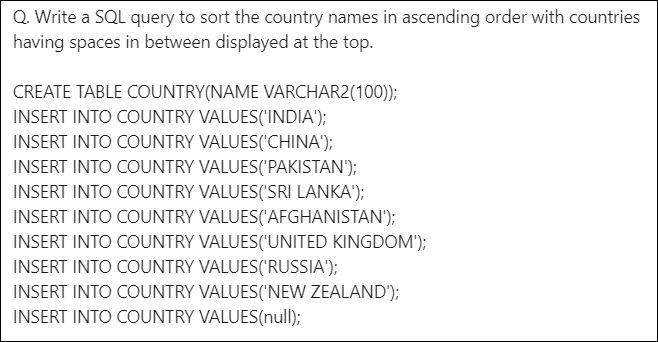 Q. Write a SQL query to sort the country names in ascending order with countries
having spaces in between displayed at the top.
CREATE TABLE COUNTRY(NAME VARCHAR2(100));
INSERT INTO COUNTRY VALUES('INDIA');
INSERT INTO COUNTRY VALUES('CHINA');
INSERT INTO COUNTRY VALUES('PAKISTAN');
INSERT INTO COUNTRY VALUES('SRI LANKA');
INSERT INTO COUNTRY VALUES('AFGHANISTAN');
INSERT INTO COUNTRY VALUES('UNITED KINGDOM');
INSERT INTO COUNTRY VALUES('RUSSIA');
INSERT INTO COUNTRY VALUES('NEW ZEALAND');
INSERT INTO COUNTRY VALUES(null);